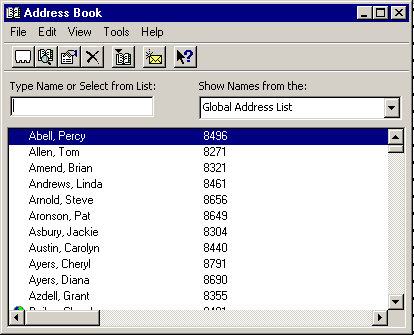 Address Book
File Edit View Tools Help
Type Name or Select from List: Show Names from the:
Global Address List
Abell, Percy 8496
Allen, Tom 8271
Amend, Brian 8321
Andrews, Linda 8461
Arnold, Steve 8656
Aronson, Pat 8649
Asbury, Jackie 8304
Austin, Carolyn 8440
Ayers, Cheryl 8791
Ayers, Diana 8690
Azdell, Grant 8355